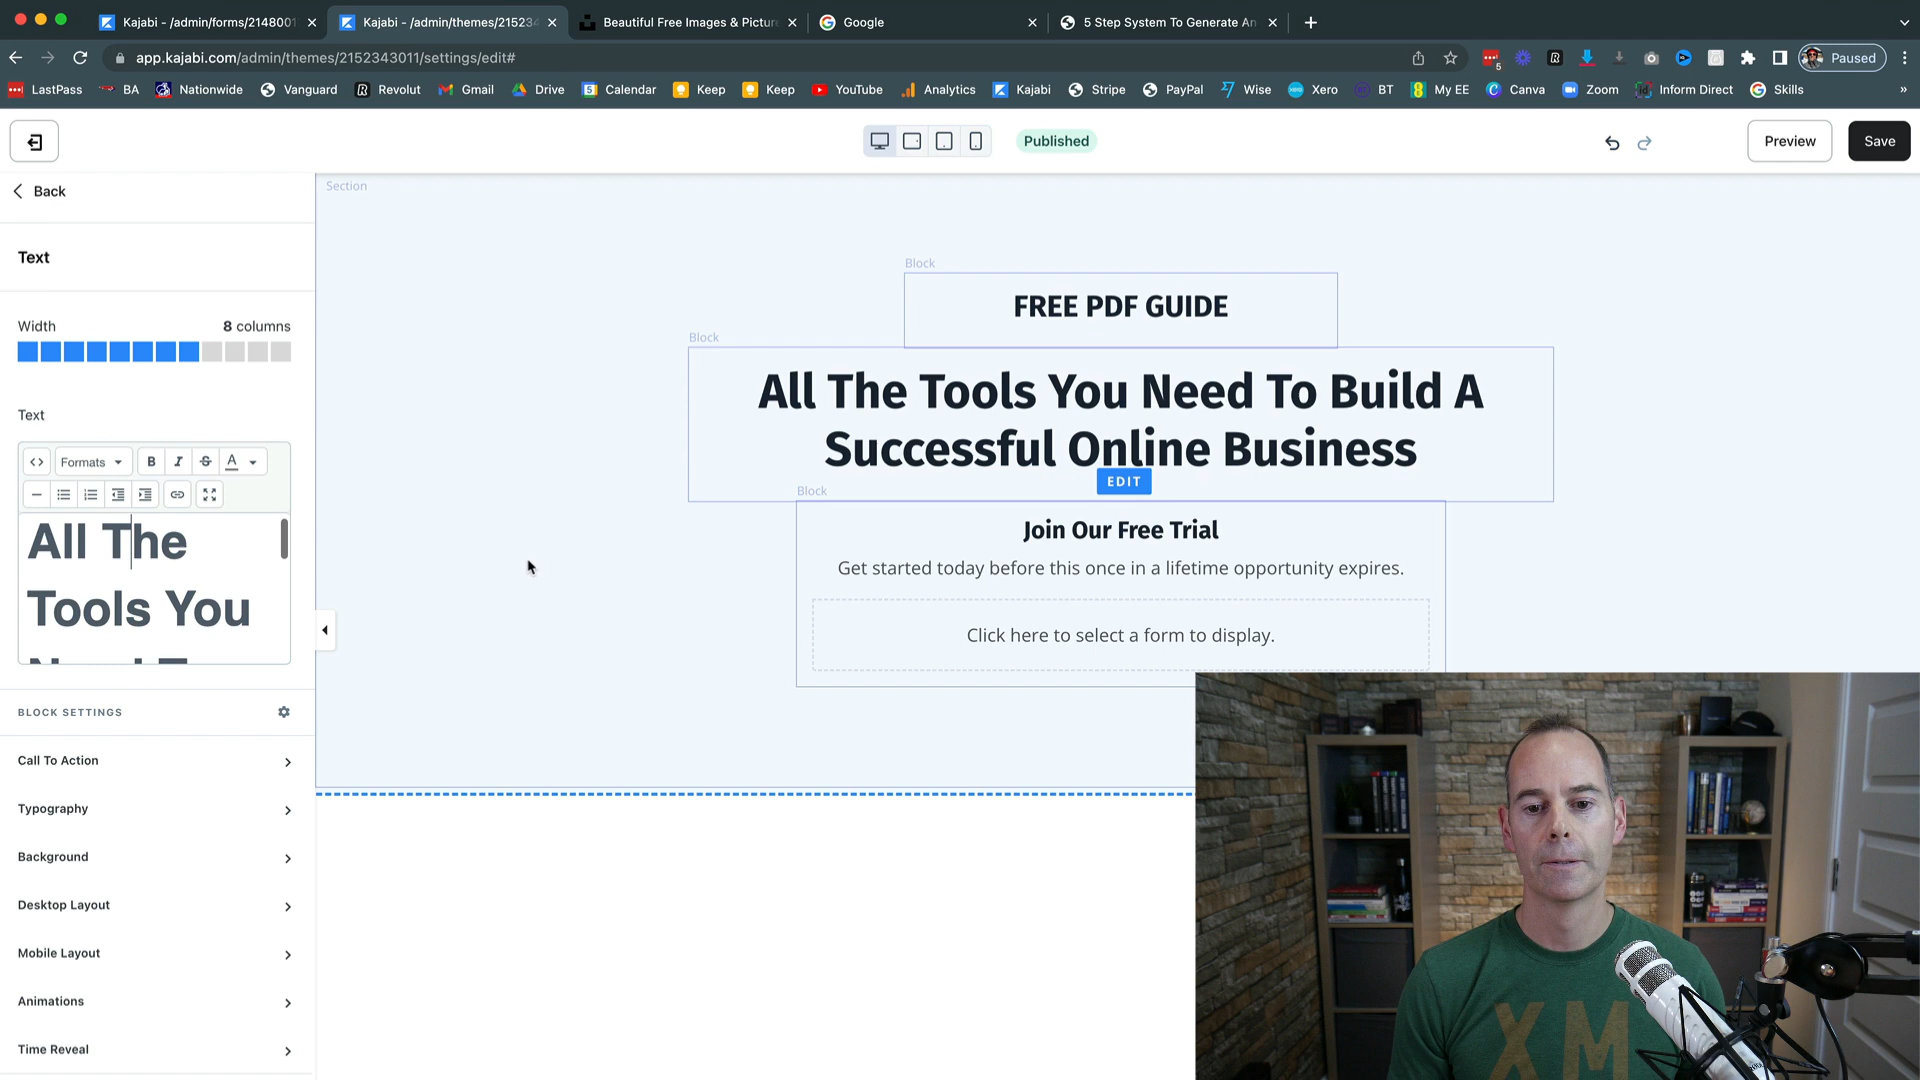 Kajabi - /admin/forms/2148001
Kajabi - /admin/themes/21523
Beautiful Free Images & Pictur
Google
5 Step System To Generate An
app.kajabi.com/admin/themes/2152343011/settings/edit#
5
Paused
LastPass
BA
Nationwide
Vanguard
Revolut
Gmail
Drive
Calendar
Keep
Keep
YouTube
Analytics
Kajabi
Stripe
PayPal
Wise
Xero
BT
My EE
Canva
Zoom
Inform Direct
Skills
»
Published
Preview
Save
Back
Text
Width
8 columns
Text
Formats
B
I
S
A
All The
Tools You
BLOCK SETTINGS
Call To Action
Typography
Background
Desktop Layout
Mobile Layout
Animations
Time Reveal
Section
Block
FREE PDF GUIDE
Block
All The Tools You Need To Build A
Successful Online Business
EDIT
Block
Join Our Free Trial
Get started today before this once in a lifetime opportunity expires.
Click here to select a form to display.
XM